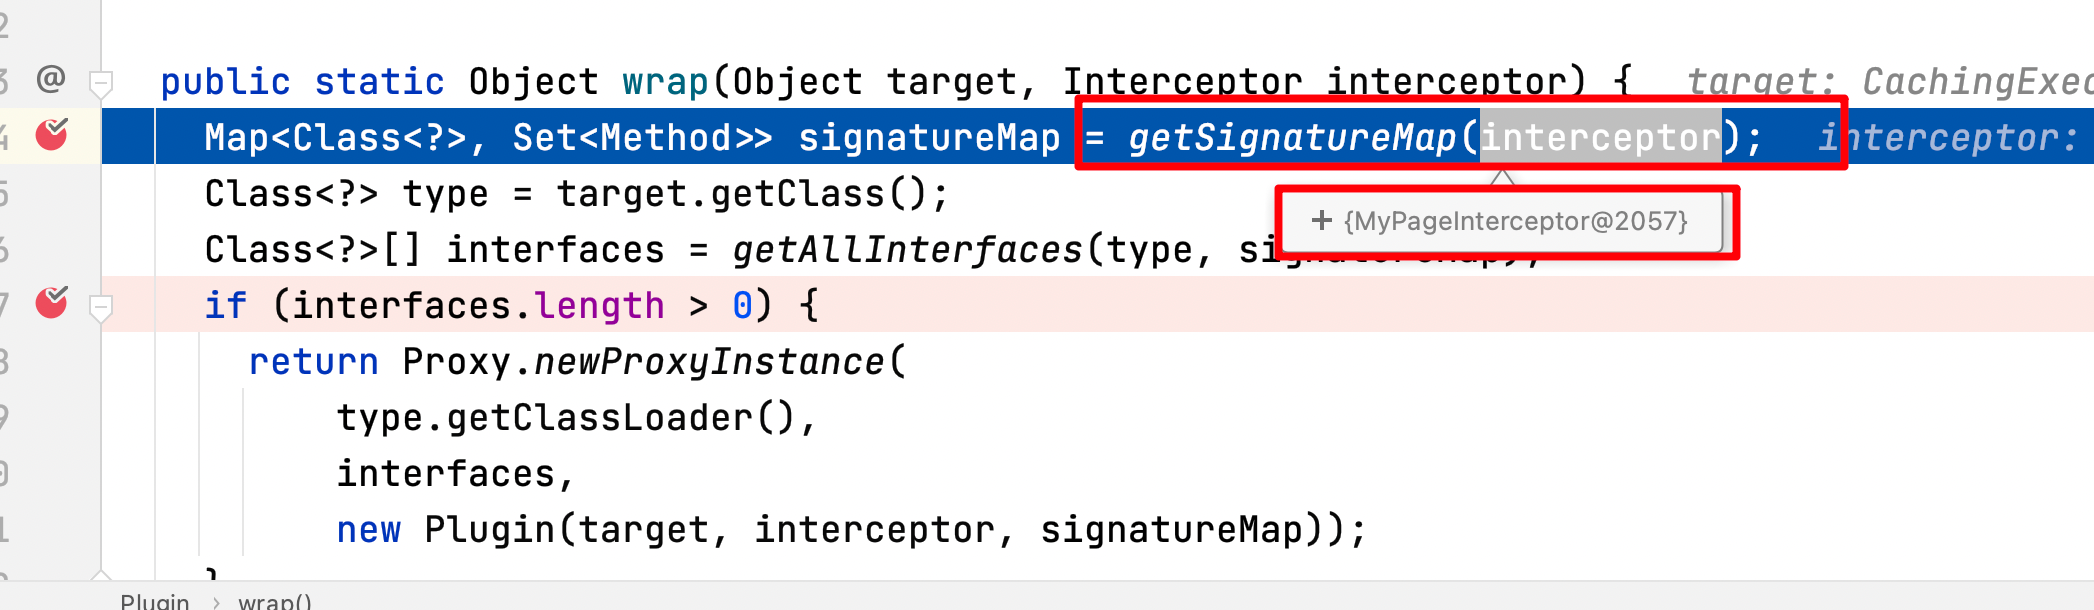 2
3 @ public static Object wrap(Object target, Interceptor interceptor) { target: CachingExec
4 Map<Class<?>, Set<Method>> signatureMap = getSignatureMap(interceptor); interceptor:
5 Class<?> type = target.getClass();
+ {MyPageInterceptor@2057}
6 Class<?>[] interfaces = getAllInterfaces(type, signatureMap);
7 if (interfaces.length > 0) {
8 return Proxy.newProxyInstance(
9 type.getClassLoader(),
0 interfaces,
1 new Plugin(target, interceptor, signatureMap));
}
Plugin > wrap()